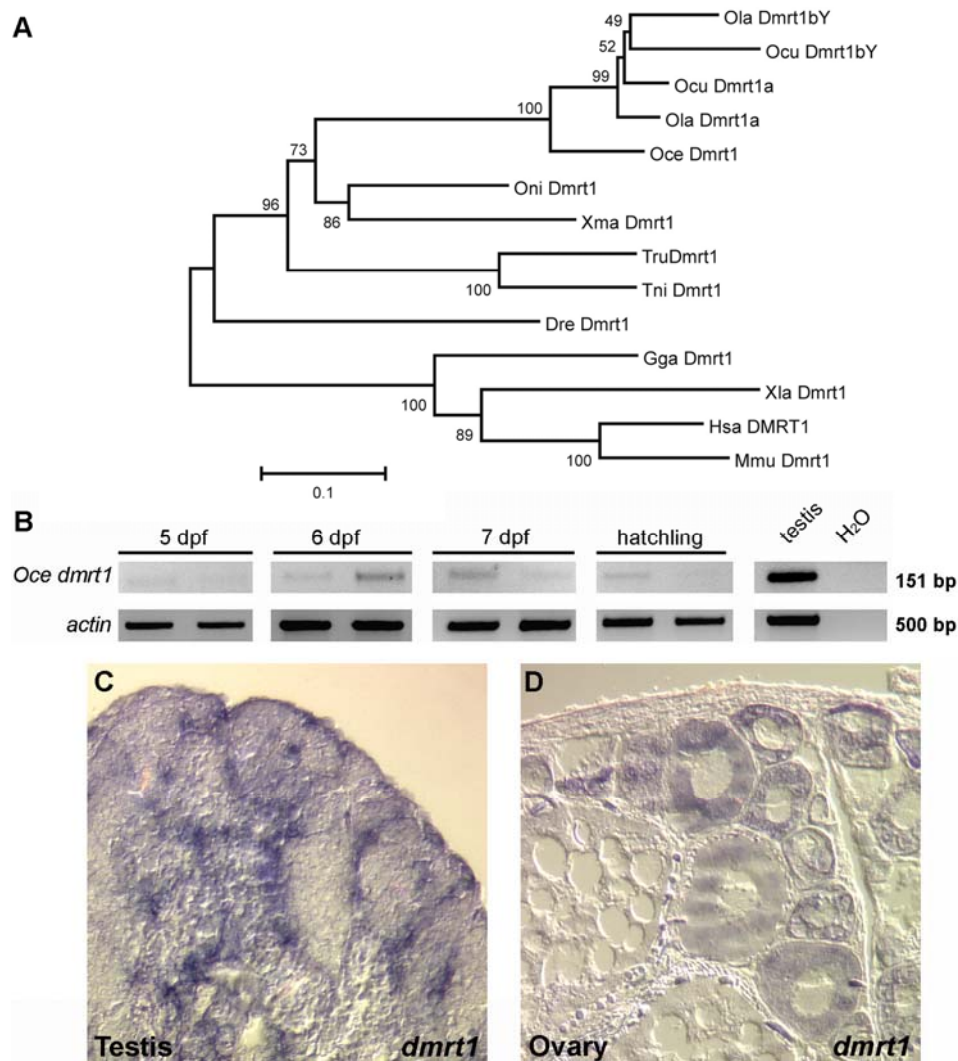 A
49
Ola Dmrt1bY
52
Ocu Dmrt1bY
99
Ocu Dmrt1a
100
Ola Dmrt1a
73
Oce Dmrt1
96
Oni Dmrt1
86
Xma Dmrt1
TruDmrt1
100
Tni Dmrt1
Dre Dmrt1
Gga Dmrt1
100
Xla Dmrt1
89
Hsa DMRT1
100
Mmu Dmrt1
0.1
B
5 dpf 6 dpf 7 dpf hatchling testis H₂O
Oce dmrt1 151 bp
actin 500 bp
C
Testis dmrt1
D
Ovary dmrt1